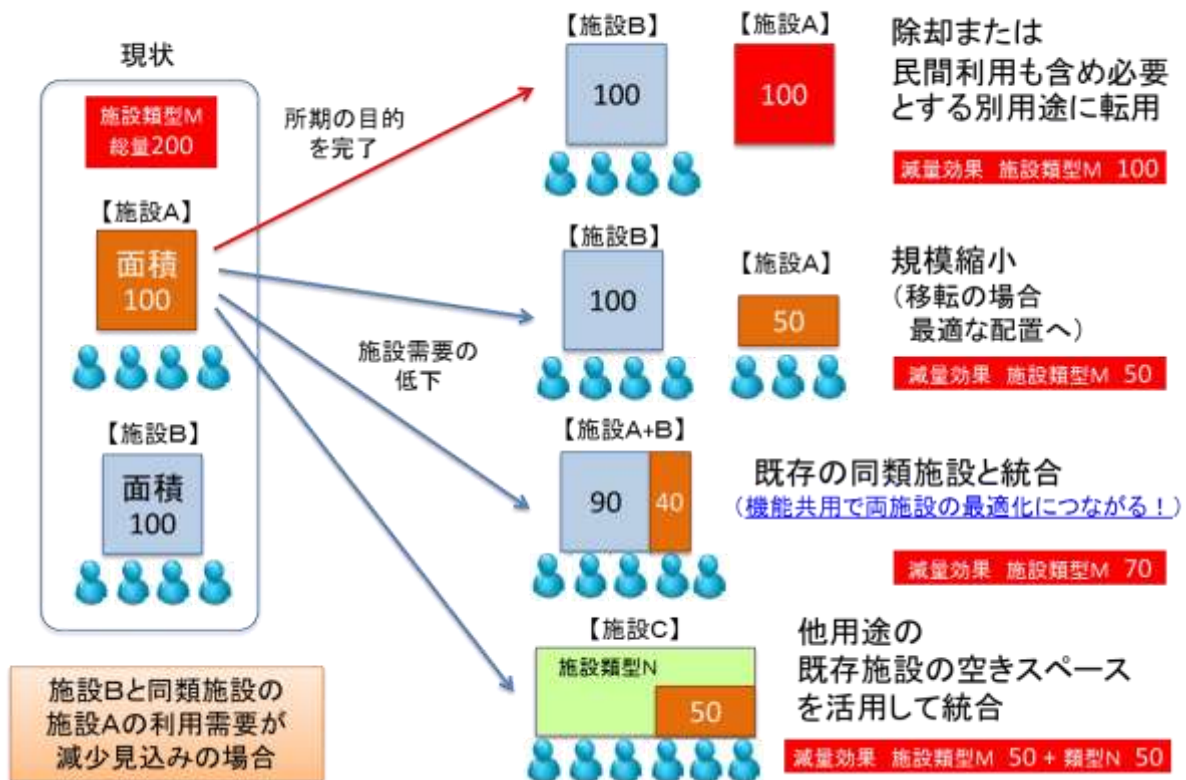 現状
施設類型M
総量200
【施設A】
面積
100
【施設B】
面積
100
施設Bと同類施設の
施設Aの利用需要が
減少見込みの場合
所期の目的
を完了
施設需要の
低下
【施設B】
100
【施設A】
100
除却または
民間利用も含め必要
とする別用途に転用
減量効果 施設類型M 100
【施設B】
100
【施設A】
50
規模縮小
(移転の場合
最適な配置へ)
減量効果 施設類型M 50
【施設A+B】
90
40
既存の同類施設と統合
(機能共用で両施設の最適化につながる!)
減量効果 施設類型M 70
【施設C】
施設類型N
50
他用途の
既存施設の空きスペース
を活用して統合
減量効果 施設類型M 50 + 類型N 50